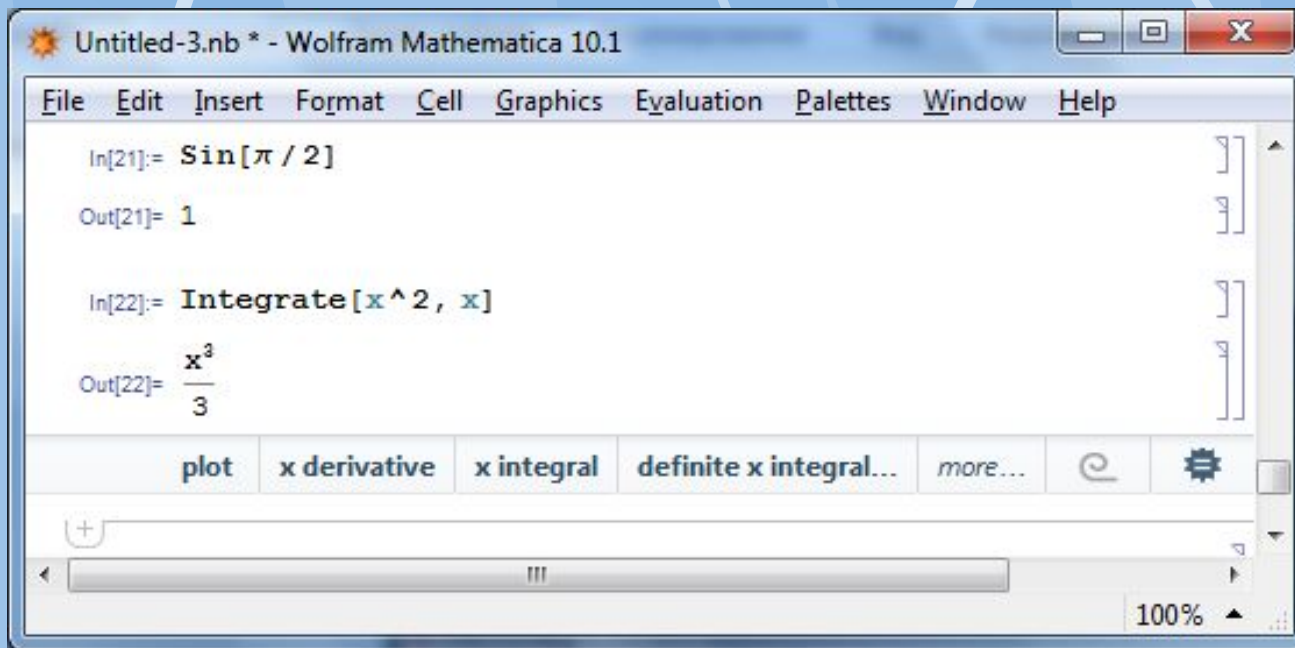 Untitled-3.nb * - Wolfram Mathematica 10.1
File Edit Insert Format Cell Graphics Evaluation Palettes Window Help
In[21]:= Sin[π / 2]
Out[21]= 1
In[22]:= Integrate[x^2, x]
Out[22]= x³/3
plot x derivative x integral definite x integral... more...
100%